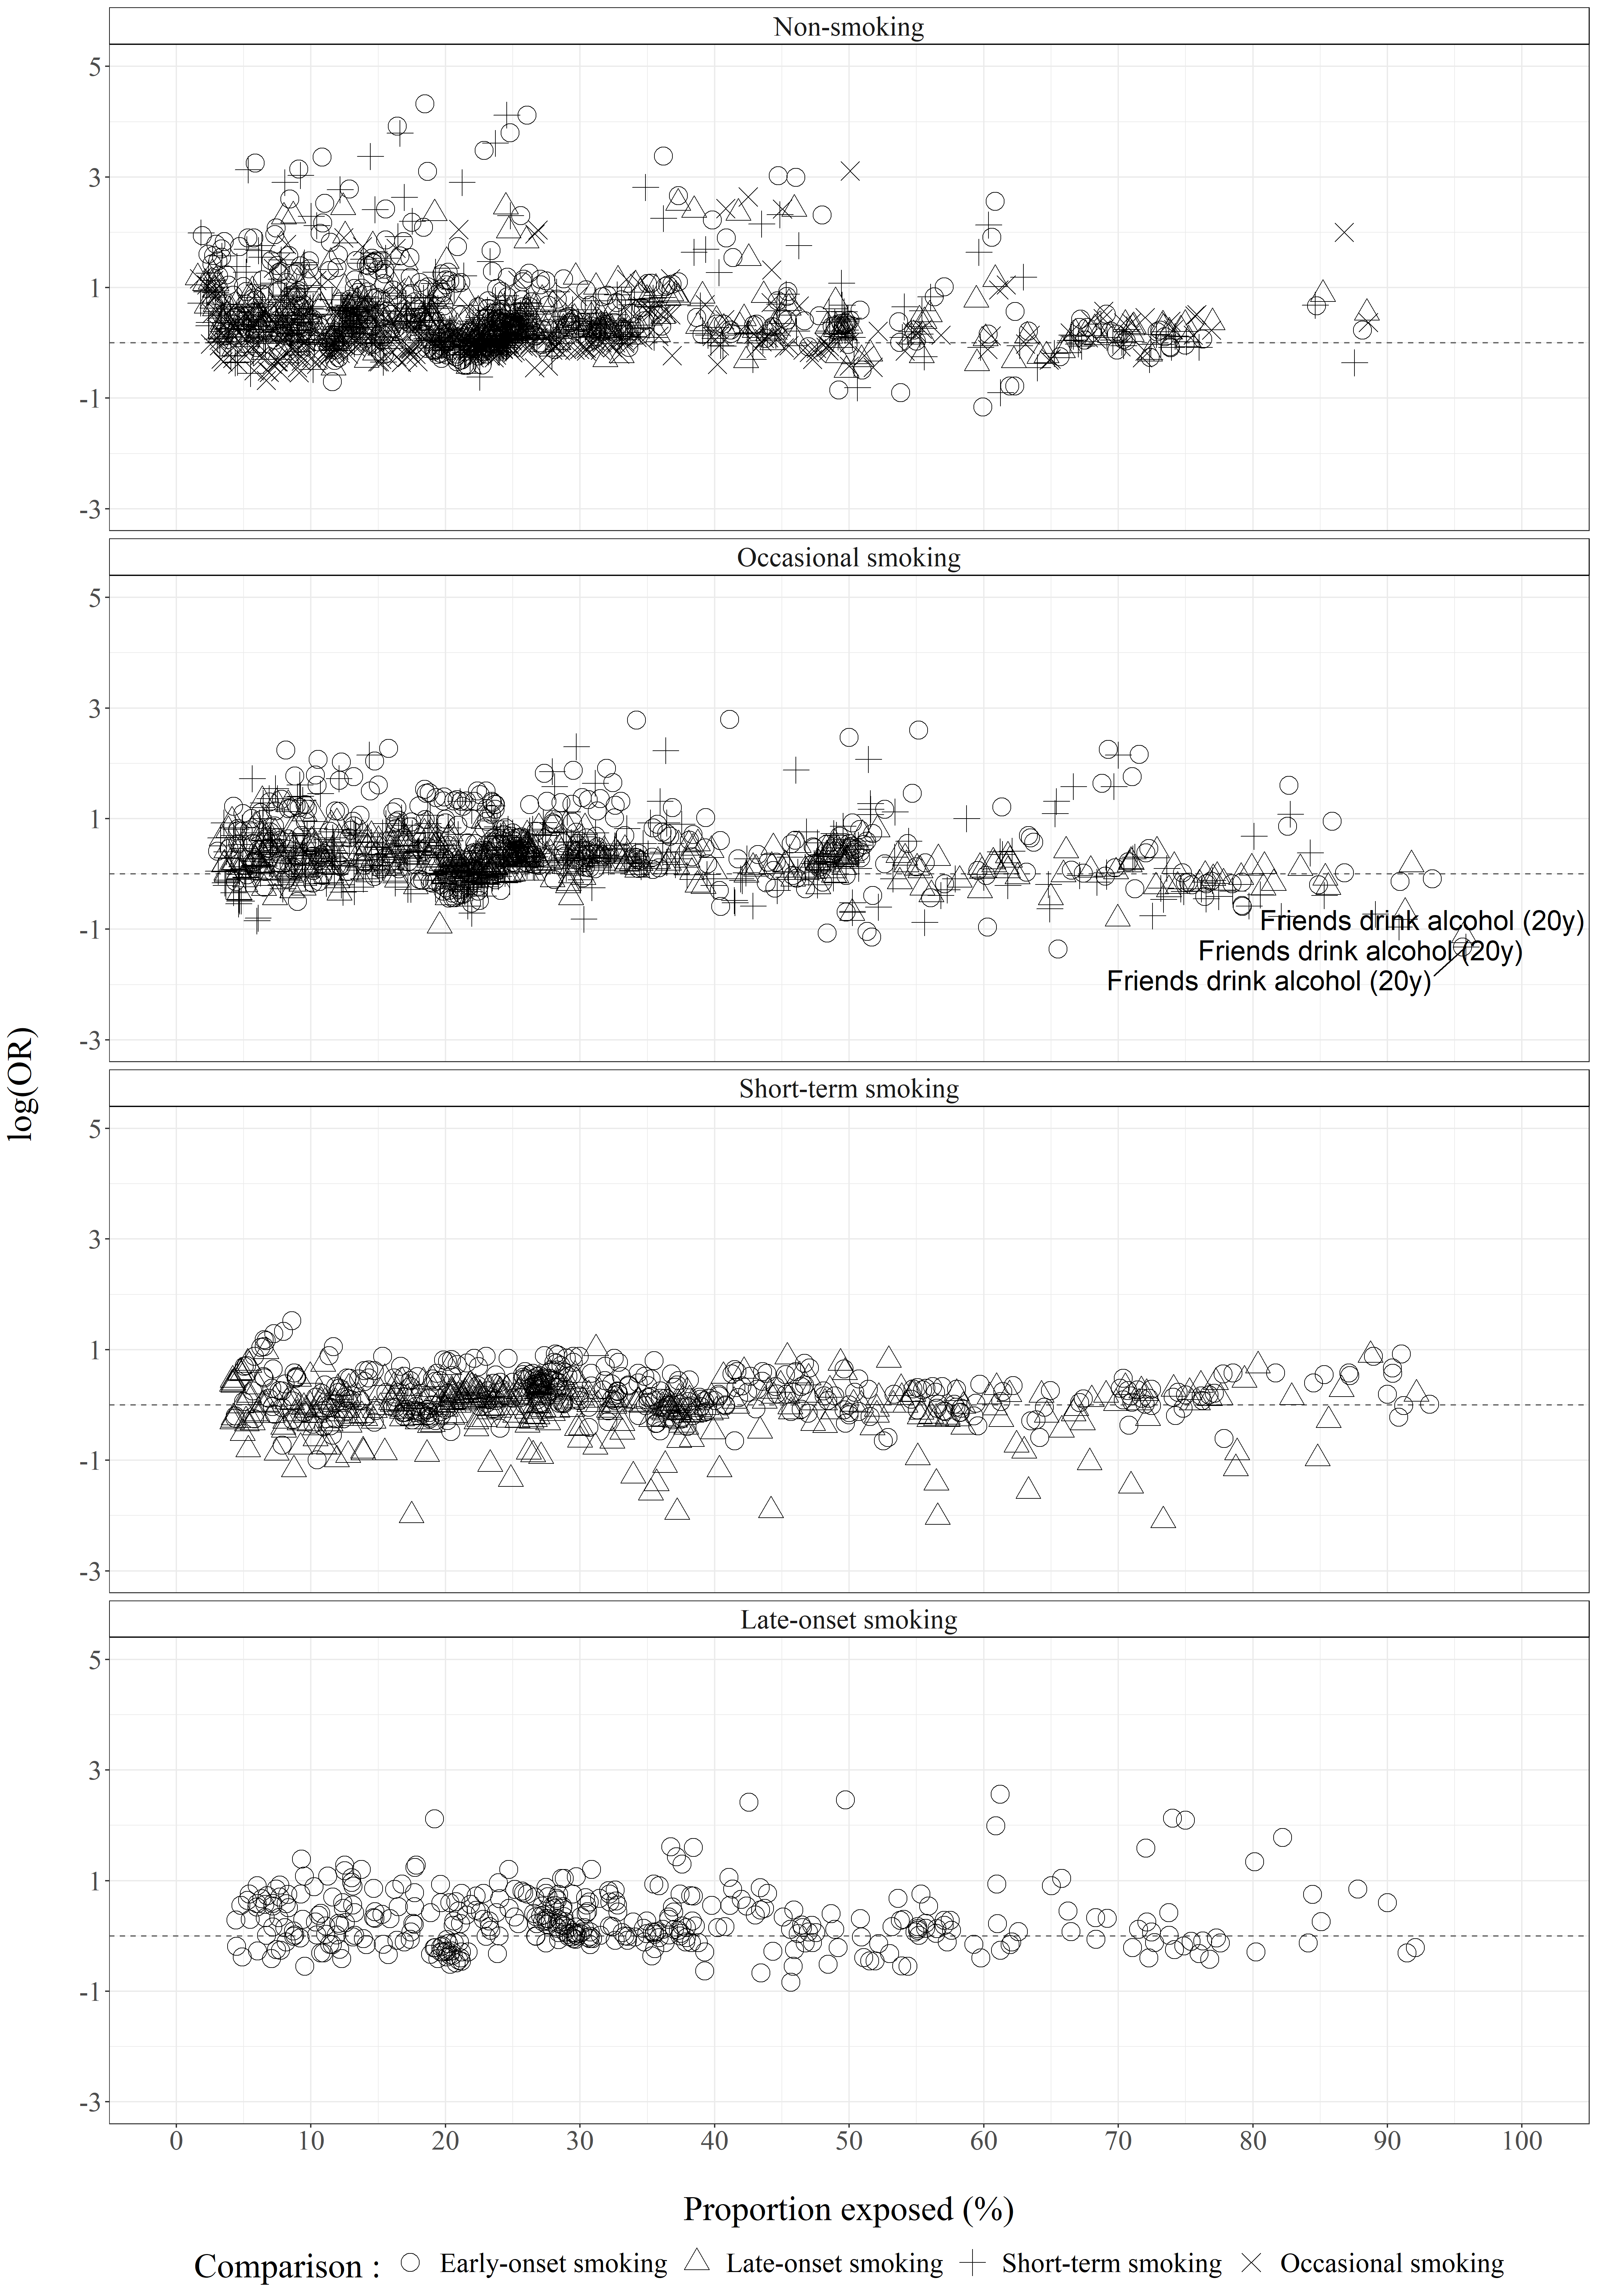 Non-smoking
5
3
1
-1
-3
Occasional smoking
5
3
1
-1
-3
Friends drink alcohol (20y)
Friends drink alcohol (20y)
Friends drink alcohol (20y)
log(OR)
Short-term smoking
5
3
1
-1
-3
Late-onset smoking
5
3
1
-1
-3
0 10 20 30 40 50 60 70 80 90 100
Proportion exposed (%)
Comparison : Early-onset smoking Late-onset smoking Short-term smoking Occasional smoking